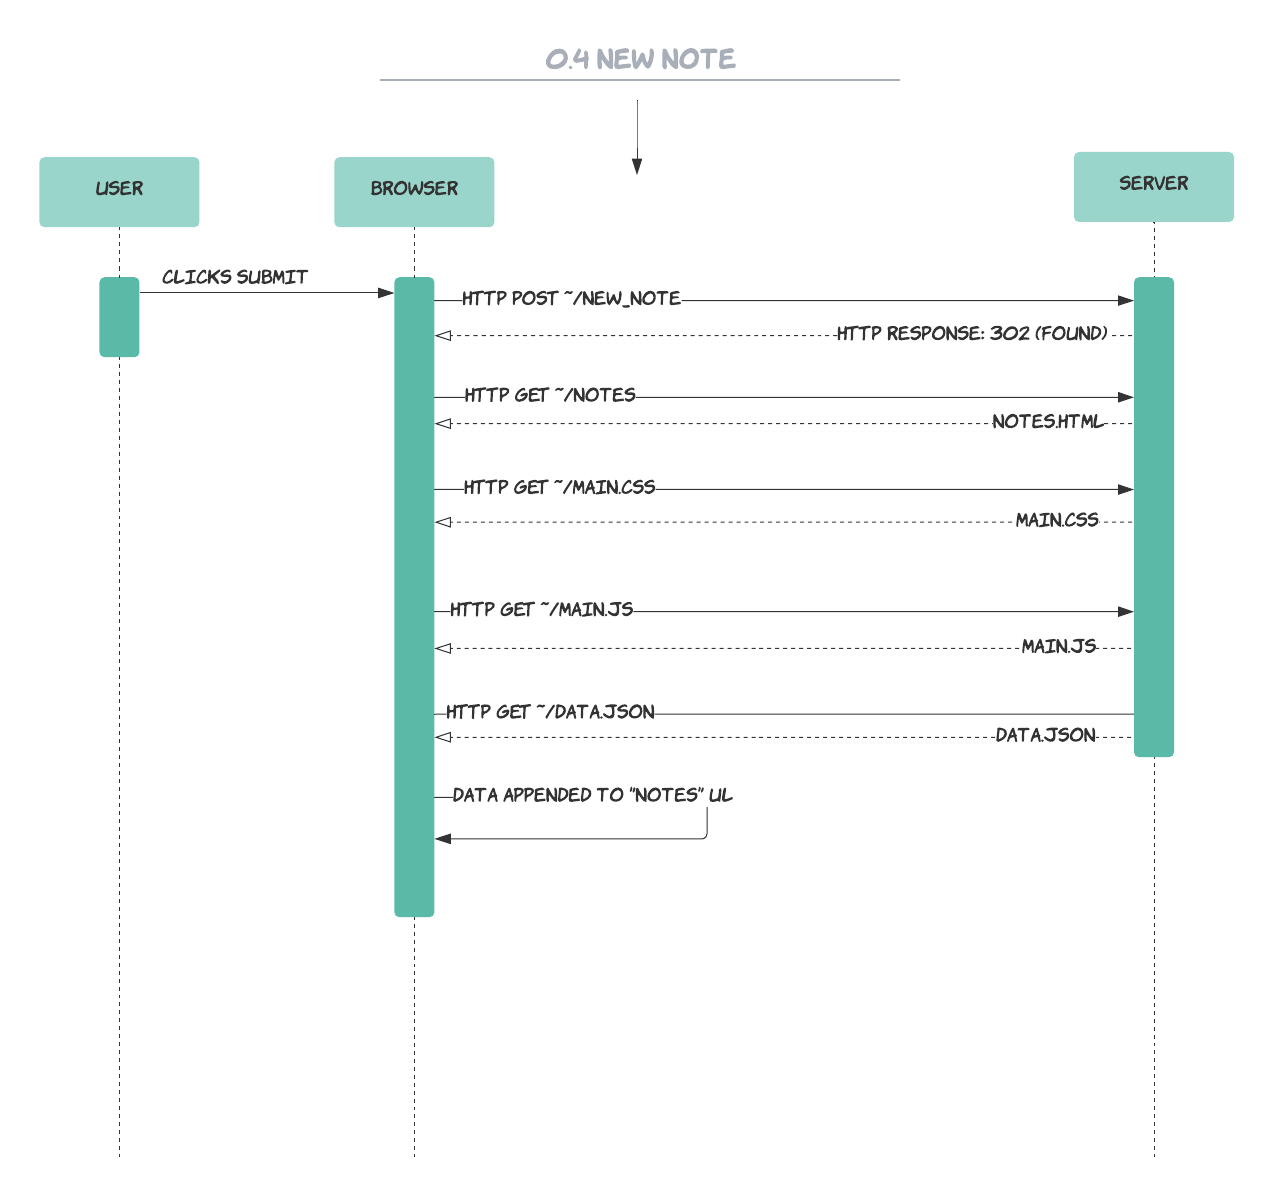 0.4 NEW NOTE
USER
BROWSER
SERVER
CLICKS SUBMIT
HTTP POST ~/NEW_NOTE
HTTP RESPONSE: 302 (FOUND)
HTTP GET ~/NOTES
NOTES.HTML
HTTP GET ~/MAIN.CSS
MAIN.CSS
HTTP GET ~/MAIN.JS
MAIN.JS
HTTP GET ~/DATA.JSON
DATA.JSON
DATA APPENDED TO "NOTES" UL